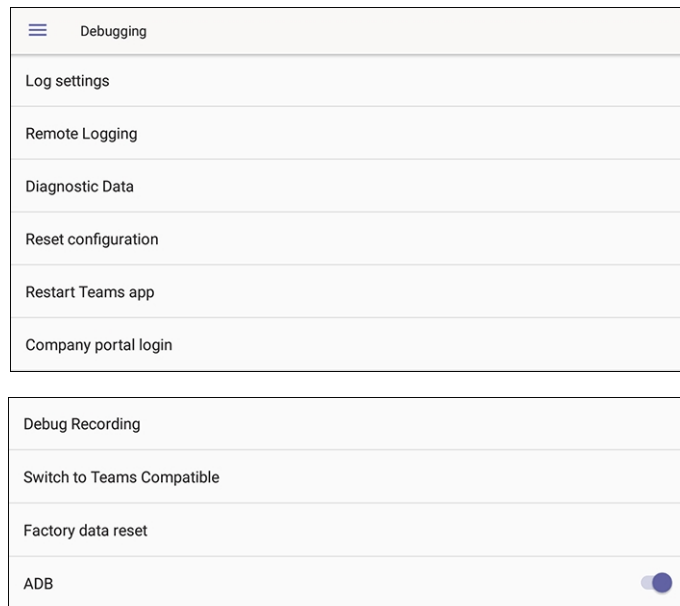 Debugging
Log settings
Remote Logging
Diagnostic Data
Reset configuration
Restart Teams app
Company portal login
Debug Recording
Switch to Teams Compatible
Factory data reset
ADB